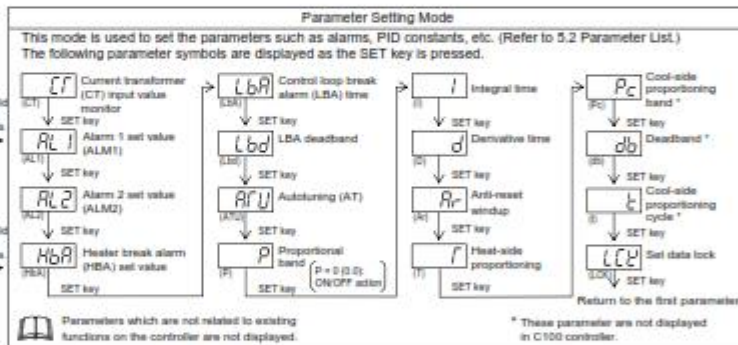 Parameter Setting Mode
This mode is used to set the parameters such as alarms, PID constants, etc. (Refer to 5.2 Parameter List.)
The following parameter symbols are displayed as the SET key is pressed.
CT
(CT)
Current transformer
(CT) input value
monitor
SET key
AL1
(AL1)
Alarm 1 set value
(ALM1)
SET key
AL2
(AL2)
Alarm 2 set value
(ALM2)
SET key
HbA
(HbA)
Heater break alarm
(HBA) set value
SET key
LbA
(LbA)
Control loop break
alarm (LBA) time
SET key
Lbd
(Lbd)
LBA deadband
SET key
ATU
(ATU)
Autotuning (AT)
SET key
P
(P)
Proportional
band
P = 0 (0.0):
ON/OFF action
SET key
I
(I)
Integral time
SET key
d
(D)
Derivative time
SET key
Ar
(Ar)
Anti-reset
windup
SET key
T
(T)
Heat-side
proportioning
SET key
Pc
(Pc)
Cool-side
proportioning
band *
SET key
db
(db)
Deadband *
SET key
t
(t)
Cool-side
proportioning
cycle *
SET key
LCK
(LCK)
Set data lock
SET key
Return to the first parameter
Parameters which are not related to existing
functions on the controller are not displayed.
* These parameter are not displayed
in C100 controller.